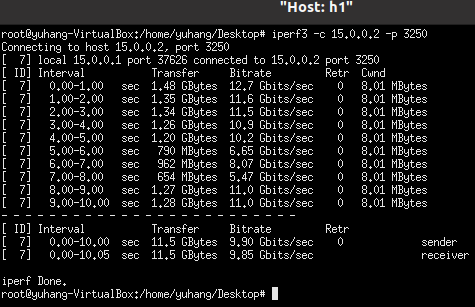 "Host: h1"
root@yuhang-VirtualBox:/home/yuhang/Desktop# iperf3 -c 15.0.0.2 -p 3250
Connecting to host 15.0.0.2, port 3250
[  7] local 15.0.0.1 port 37626 connected to 15.0.0.2 port 3250
[ ID] Interval           Transfer     Bitrate         Retr  Cwnd
[  7]   0.00-1.00   sec  1.48 GBytes  12.7 Gbits/sec    0   8.01 MBytes
[  7]   1.00-2.00   sec  1.35 GBytes  11.6 Gbits/sec    0   8.01 MBytes
[  7]   2.00-3.00   sec  1.34 GBytes  11.5 Gbits/sec    0   8.01 MBytes
[  7]   3.00-4.00   sec  1.26 GBytes  10.9 Gbits/sec    0   8.01 MBytes
[  7]   4.00-5.00   sec  1.20 GBytes  10.2 Gbits/sec    0   8.01 MBytes
[  7]   5.00-6.00   sec   790 MBytes  6.65 Gbits/sec    0   8.01 MBytes
[  7]   6.00-7.00   sec   962 MBytes  8.07 Gbits/sec    0   8.01 MBytes
[  7]   7.00-8.00   sec   654 MBytes  5.47 Gbits/sec    0   8.01 MBytes
[  7]   8.00-9.00   sec  1.27 GBytes  11.0 Gbits/sec    0   8.01 MBytes
[  7]   9.00-10.00  sec  1.28 GBytes  11.0 Gbits/sec    0   8.01 MBytes
- - - - - - - - - - - - - - - - - - - - - - - - -
[ ID] Interval           Transfer     Bitrate         Retr
[  7]   0.00-10.00  sec  11.5 GBytes  9.90 Gbits/sec    0             sender
[  7]   0.00-10.05  sec  11.5 GBytes  9.85 Gbits/sec                  receiver
iperf Done.
root@yuhang-VirtualBox:/home/yuhang/Desktop#